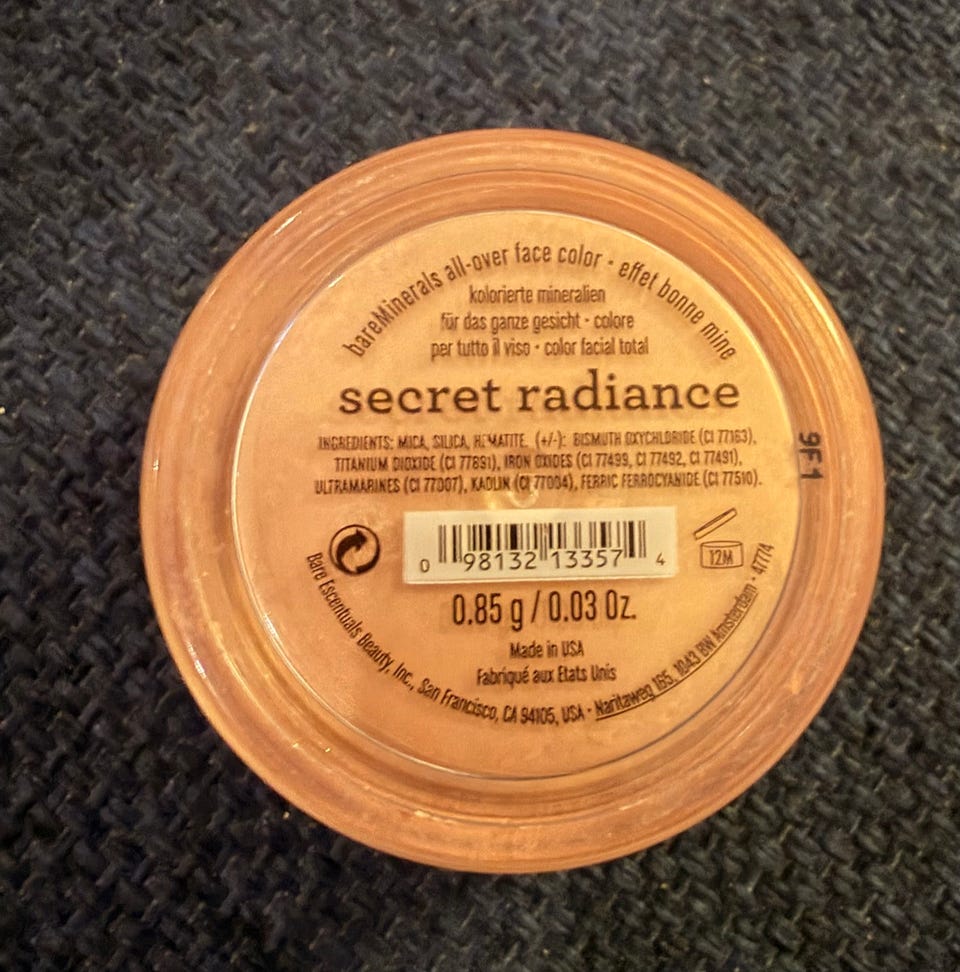 bareMinerals all-over face color • effet bonne mine
kolorierte mineralien
für das ganze gesicht • colore
per tutto il viso • color facial total
secret radiance
INGREDIENTS: MICA, SILICA, HEMATITE. (+/-): BISMUTH OXYCHLORIDE (CI 77163),
TITANIUM DIOXIDE (CI 77891), IRON OXIDES (CI 77499, CI 77492, CI 77491),
ULTRAMARINES (CI 77007), KAOLIN (CI 77004), FERRIC FERROCYANIDE (CI 77510).
9F1
0 98132 13357 4
12M
0.85 g / 0.03 Oz.
Made in USA
Fabriqué aux Etats Unis
Bare Escentuals Beauty, Inc., San Francisco, CA 94105, USA • Naritaweg 165, 1043 BW Amsterdam • 47774